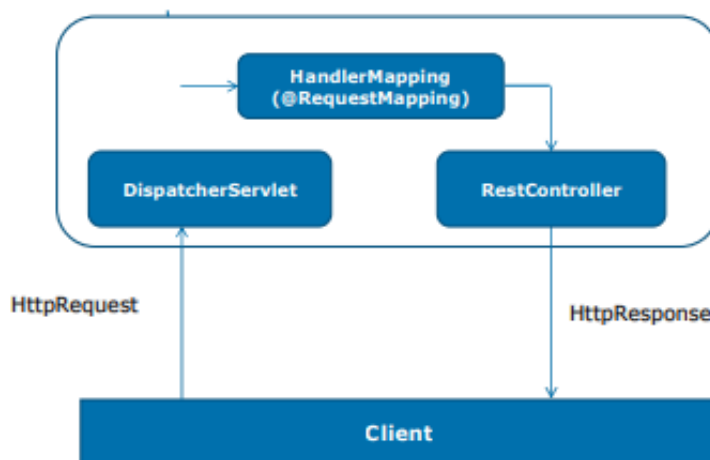 HandlerMapping
(@RequestMapping)
DispatcherServlet
RestController
HttpRequest
HttpResponse
Client